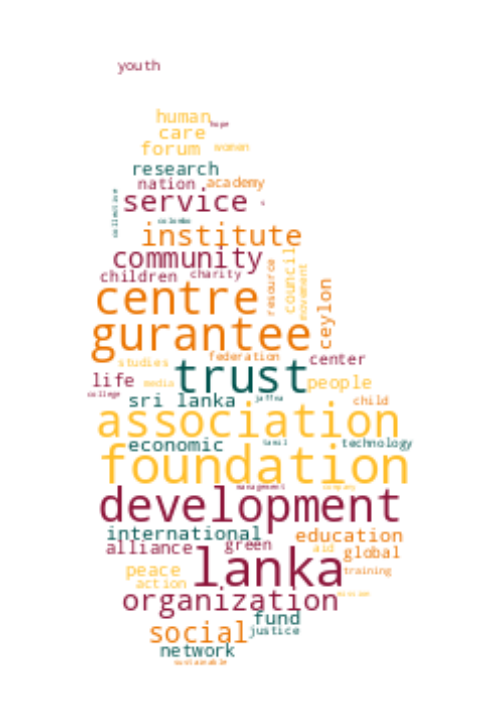 youth
human
hope
care
forum women
research
nation academy
service
collective
colombo
institute
community
children charity
resource
council
movement
centre
ceylon
gurantee
federation
studies
center
trust
life media people
college
sri lanka jaffna child
association
economic tamil technology
foundation
management company
development
international education
alliance green aid global
lanka
peace training
action
mission
organization
fund
social justice
network
sustainable